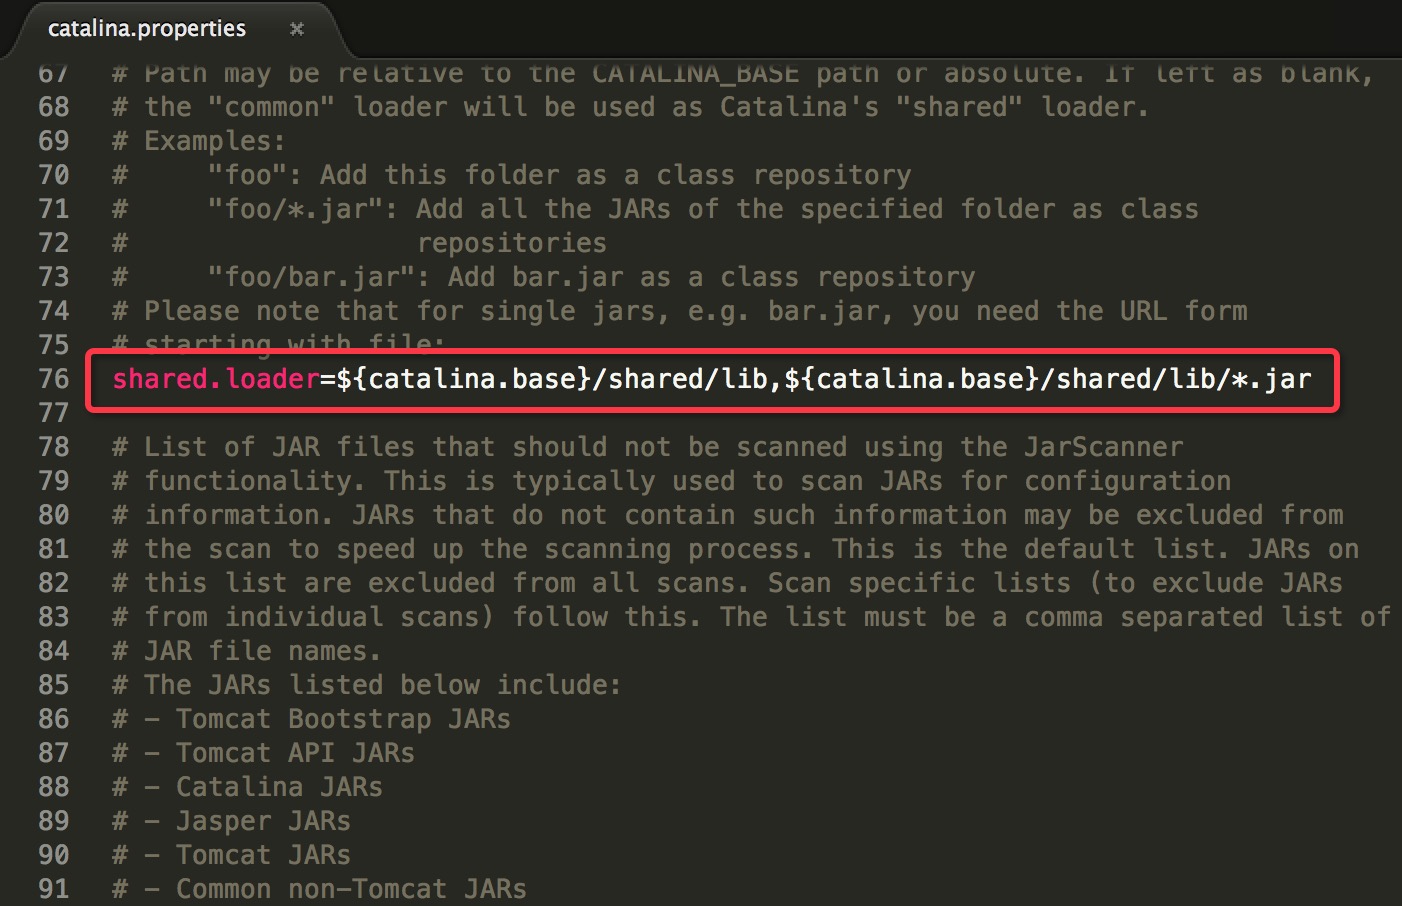 catalina.properties ×
67 # Path may be relative to the CATALINA_BASE path or absolute. If left as blank,
68 # the "common" loader will be used as Catalina's "shared" loader.
69 # Examples:
70 #     "foo": Add this folder as a class repository
71 #     "foo/*.jar": Add all the JARs of the specified folder as class
72 #                  repositories
73 #     "foo/bar.jar": Add bar.jar as a class repository
74 # Please note that for single jars, e.g. bar.jar, you need the URL form
75 # starting with file:
76 shared.loader=${catalina.base}/shared/lib,${catalina.base}/shared/lib/*.jar
77
78 # List of JAR files that should not be scanned using the JarScanner
79 # functionality. This is typically used to scan JARs for configuration
80 # information. JARs that do not contain such information may be excluded from
81 # the scan to speed up the scanning process. This is the default list. JARs on
82 # this list are excluded from all scans. Scan specific lists (to exclude JARs
83 # from individual scans) follow this. The list must be a comma separated list of
84 # JAR file names.
85 # The JARs listed below include:
86 # - Tomcat Bootstrap JARs
87 # - Tomcat API JARs
88 # - Catalina JARs
89 # - Jasper JARs
90 # - Tomcat JARs
91 # - Common non-Tomcat JARs